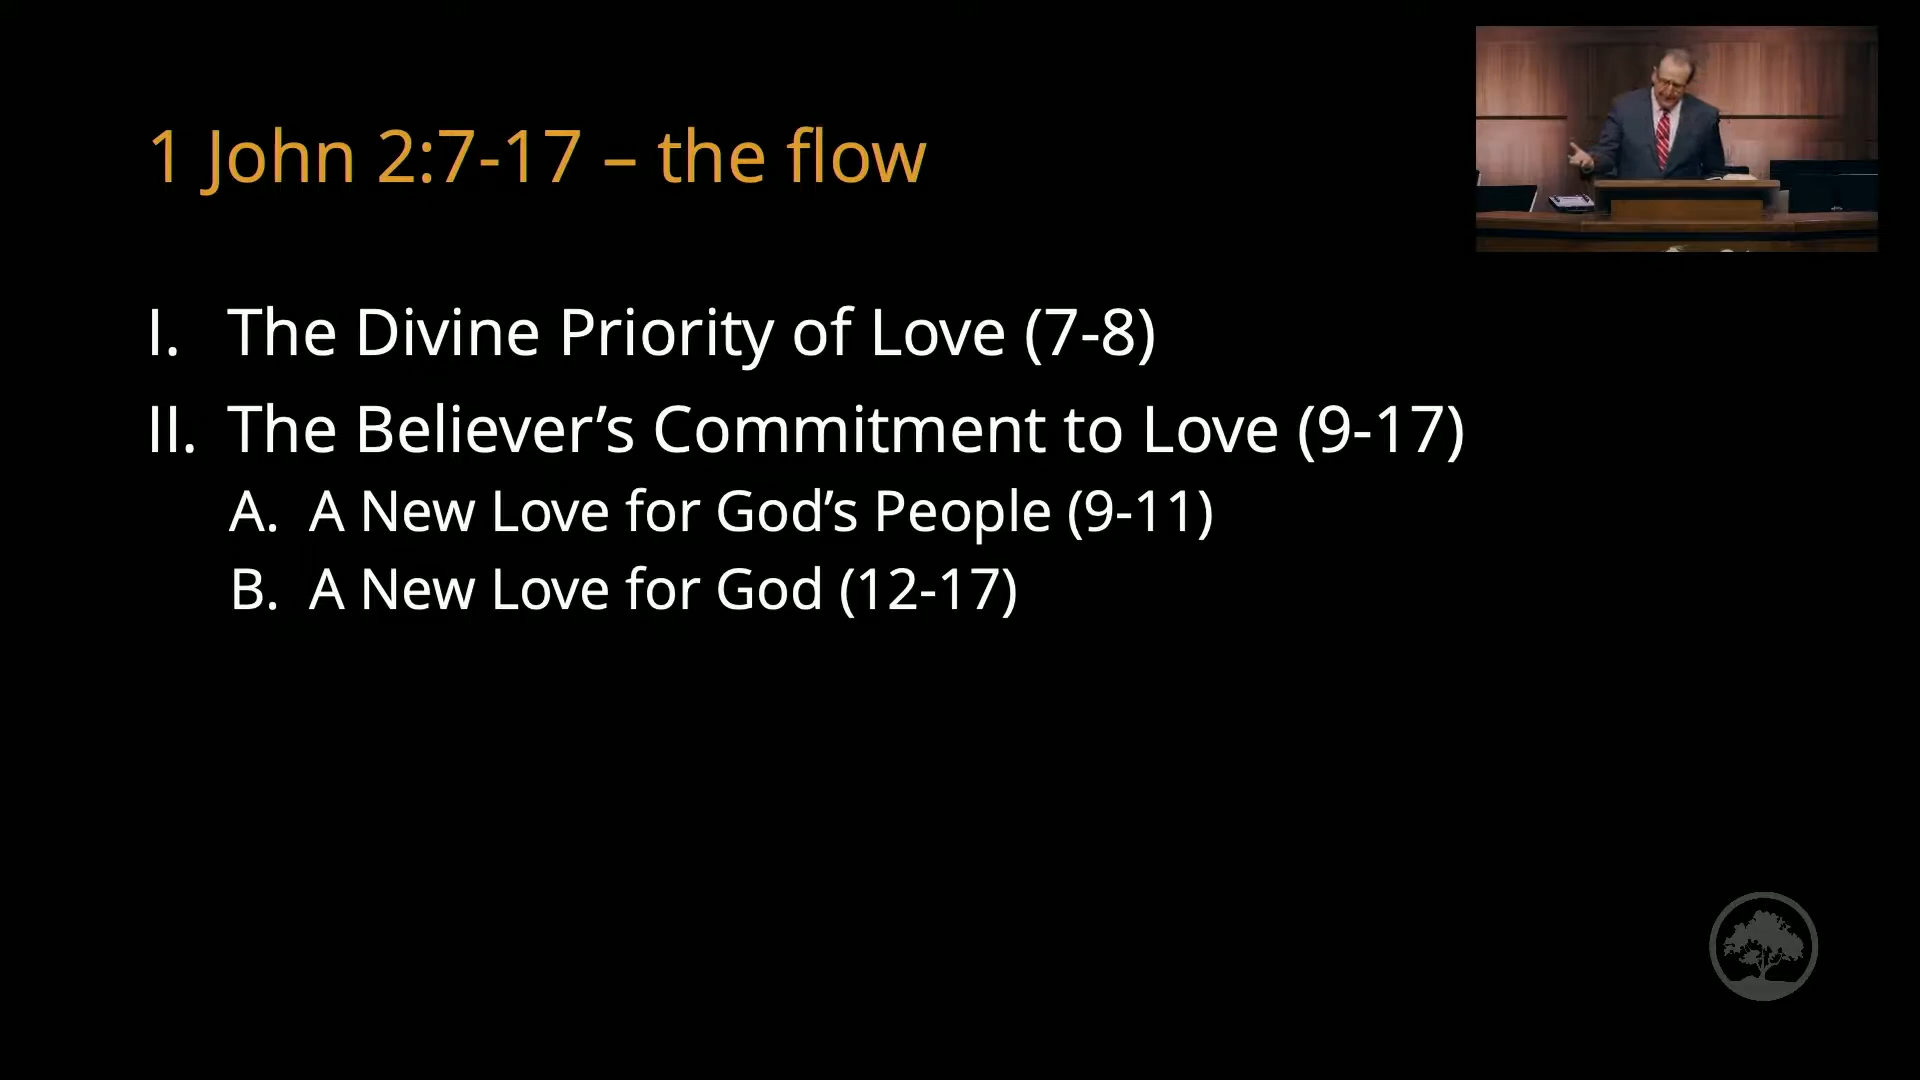 1 John 2:7-17 – the flow
I. The Divine Priority of Love (7-8)
II. The Believer’s Commitment to Love (9-17)
A. A New Love for God’s People (9-11)
B. A New Love for God (12-17)